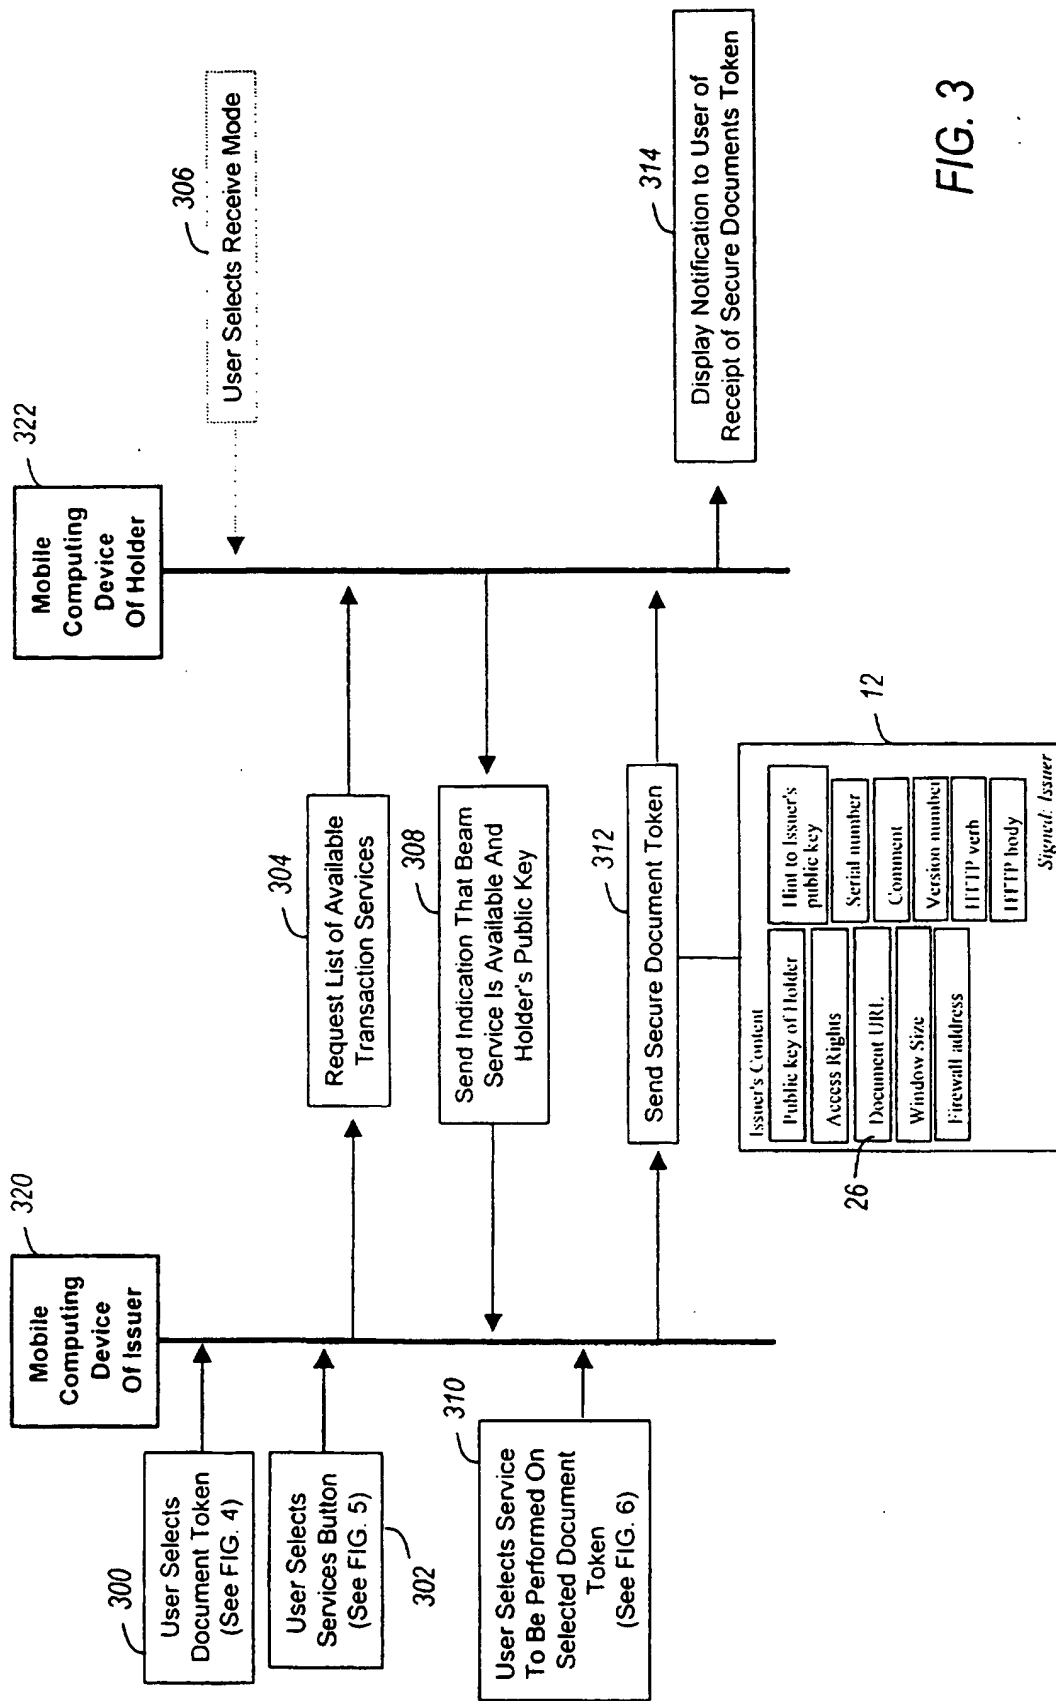 320
Mobile
Computing
Device
Of Issuer
322
Mobile
Computing
Device
Of Holder
300
User Selects
Document Token
(See FIG. 4)
306
User Selects Receive Mode
302
User Selects
Services Button
(See FIG. 5)
304
Request List of Available
Transaction Services
308
Send Indication That Beam
Service Is Available And
Holder's Public Key
310
User Selects Service
To Be Performed On
Selected Document
Token
(See FIG. 6)
312
Send Secure Document Token
314
Display Notification to User of
Receipt of Secure Documents Token
12
Issuer's Content
Public key of Holder
Access Rights
26
Document URL
Window Size
Firewall address
Hint to Issuer's
public key
Serial number
Comment
Version number
HTTP verb
HTTP body
Signed: Issuer
FIG. 3